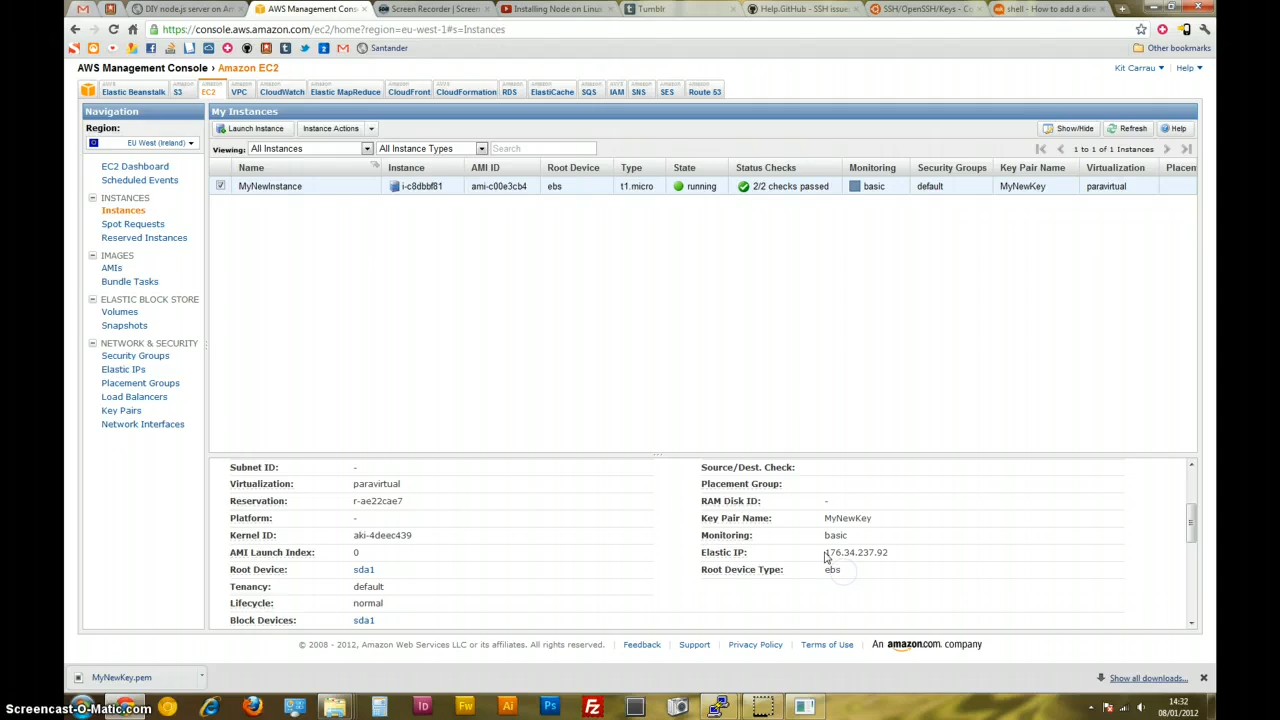 DIY node.js server on Am
AWS Management Cons
Screen Recorder | Screen
Installing Node on Linux
Tumblr
Help.GitHub - SSH issues
SSH/OpenSSH/Keys - Co
shell - How to add a dire
https://console.aws.amazon.com/ec2/home?region=eu-west-1#s=Instances
Santander
Other bookmarks
AWS Management Console › Amazon EC2
Kit Carrau
Help
Elastic Beanstalk
S3
EC2
VPC
CloudWatch
Elastic MapReduce
CloudFront
CloudFormation
RDS
ElastiCache
SQS
IAM
SNS
SES
Route 53
Navigation
Region:
EU West (Ireland)
EC2 Dashboard
Scheduled Events
INSTANCES
Instances
Spot Requests
Reserved Instances
IMAGES
AMIs
Bundle Tasks
ELASTIC BLOCK STORE
Volumes
Snapshots
NETWORK & SECURITY
Security Groups
Elastic IPs
Placement Groups
Load Balancers
Key Pairs
Network Interfaces
My Instances
Launch Instance
Instance Actions
Show/Hide
Refresh
Help
Viewing: All Instances All Instance Types Search
1 to 1 of 1 Instances
Name Instance AMI ID Root Device Type State Status Checks Monitoring Security Groups Key Pair Name Virtualization Placen
MyNewInstance i-c8dbbf81 ami-c00e3cb4 ebs t1.micro running 2/2 checks passed basic default MyNewKey paravirtual
Subnet ID: - Source/Dest. Check:
Virtualization: paravirtual Placement Group:
Reservation: r-ae22cae7 RAM Disk ID: -
Platform: - Key Pair Name: MyNewKey
Kernel ID: aki-4deec439 Monitoring: basic
AMI Launch Index: 0 Elastic IP: 176.34.237.92
Root Device: sda1 Root Device Type: ebs
Tenancy: default
Lifecycle: normal
Block Devices: sda1
© 2008 - 2012, Amazon Web Services LLC or its affiliates. All rights reserved. Feedback Support Privacy Policy Terms of Use An amazon.com company
MyNewKey.pem
Show all downloads...
Screencast-O-Matic.com
14:32
08/01/2012